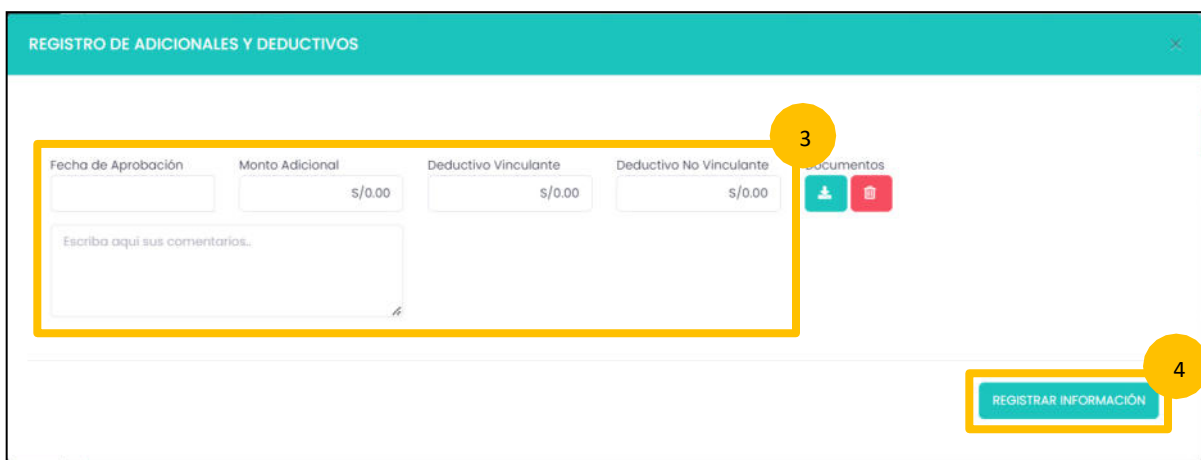 REGISTRO DE ADICIONALES Y DEDUCTIVOS ×
3
Fecha de Aprobación Monto Adicional Deductivo Vinculante Deductivo No Vinculante Documentos
S/0.00 S/0.00 S/0.00
Escriba aquí sus comentarios..
4
REGISTRAR INFORMACIÓN